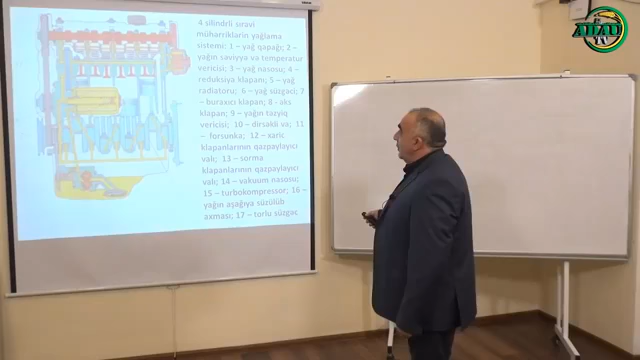 4 silindrli sıravi
mühərriklərin yağlama
sistemi: 1 – yağ qapağı; 2 –
yağın səviyyə və temperatur
vericisi; 3 – yağ nasosu; 4 –
reduksiya klapanı; 5 – yağ
radiatoru; 6 – yağ süzgəci; 7
– buraxıcı klapan; 8 - əks
klapan; 9 – yağın təzyiq
vericisi; 10 – dirsəkli va; 11
– forsunka; 12 – xaric
klapanlarının qazpaylayıcı
valı; 13 – sorma
klapanlarının qazpaylayıcı
valı; 14 – vakuum nasosu;
15 – turbokompressor; 16 –
yağın aşağıya süzülüb
axması; 17 – torlu süzgəc
ADAU